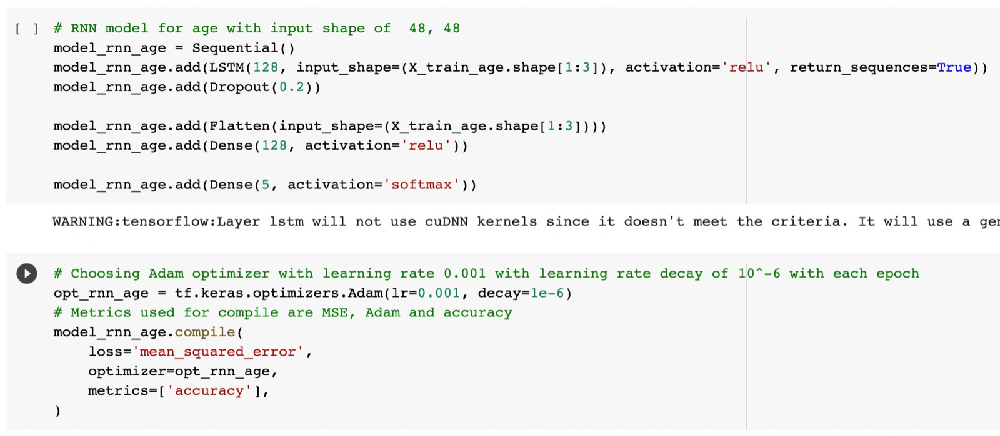 [ ] # RNN model for age with input shape of  48, 48
model_rnn_age = Sequential()
model_rnn_age.add(LSTM(128, input_shape=(X_train_age.shape[1:3]), activation='relu', return_sequences=True))
model_rnn_age.add(Dropout(0.2))
model_rnn_age.add(Flatten(input_shape=(X_train_age.shape[1:3])))
model_rnn_age.add(Dense(128, activation='relu'))
model_rnn_age.add(Dense(5, activation='softmax'))
WARNING:tensorflow:Layer lstm will not use cuDNN kernels since it doesn't meet the criteria. It will use a
# Choosing Adam optimizer with learning rate 0.001 with learning rate decay of 10^-6 with each epoch
opt_rnn_age = tf.keras.optimizers.Adam(lr=0.001, decay=1e-6)
# Metrics used for compile are MSE, Adam and accuracy
model_rnn_age.compile(
    loss='mean_squared_error',
    optimizer=opt_rnn_age,
    metrics=['accuracy'],
)